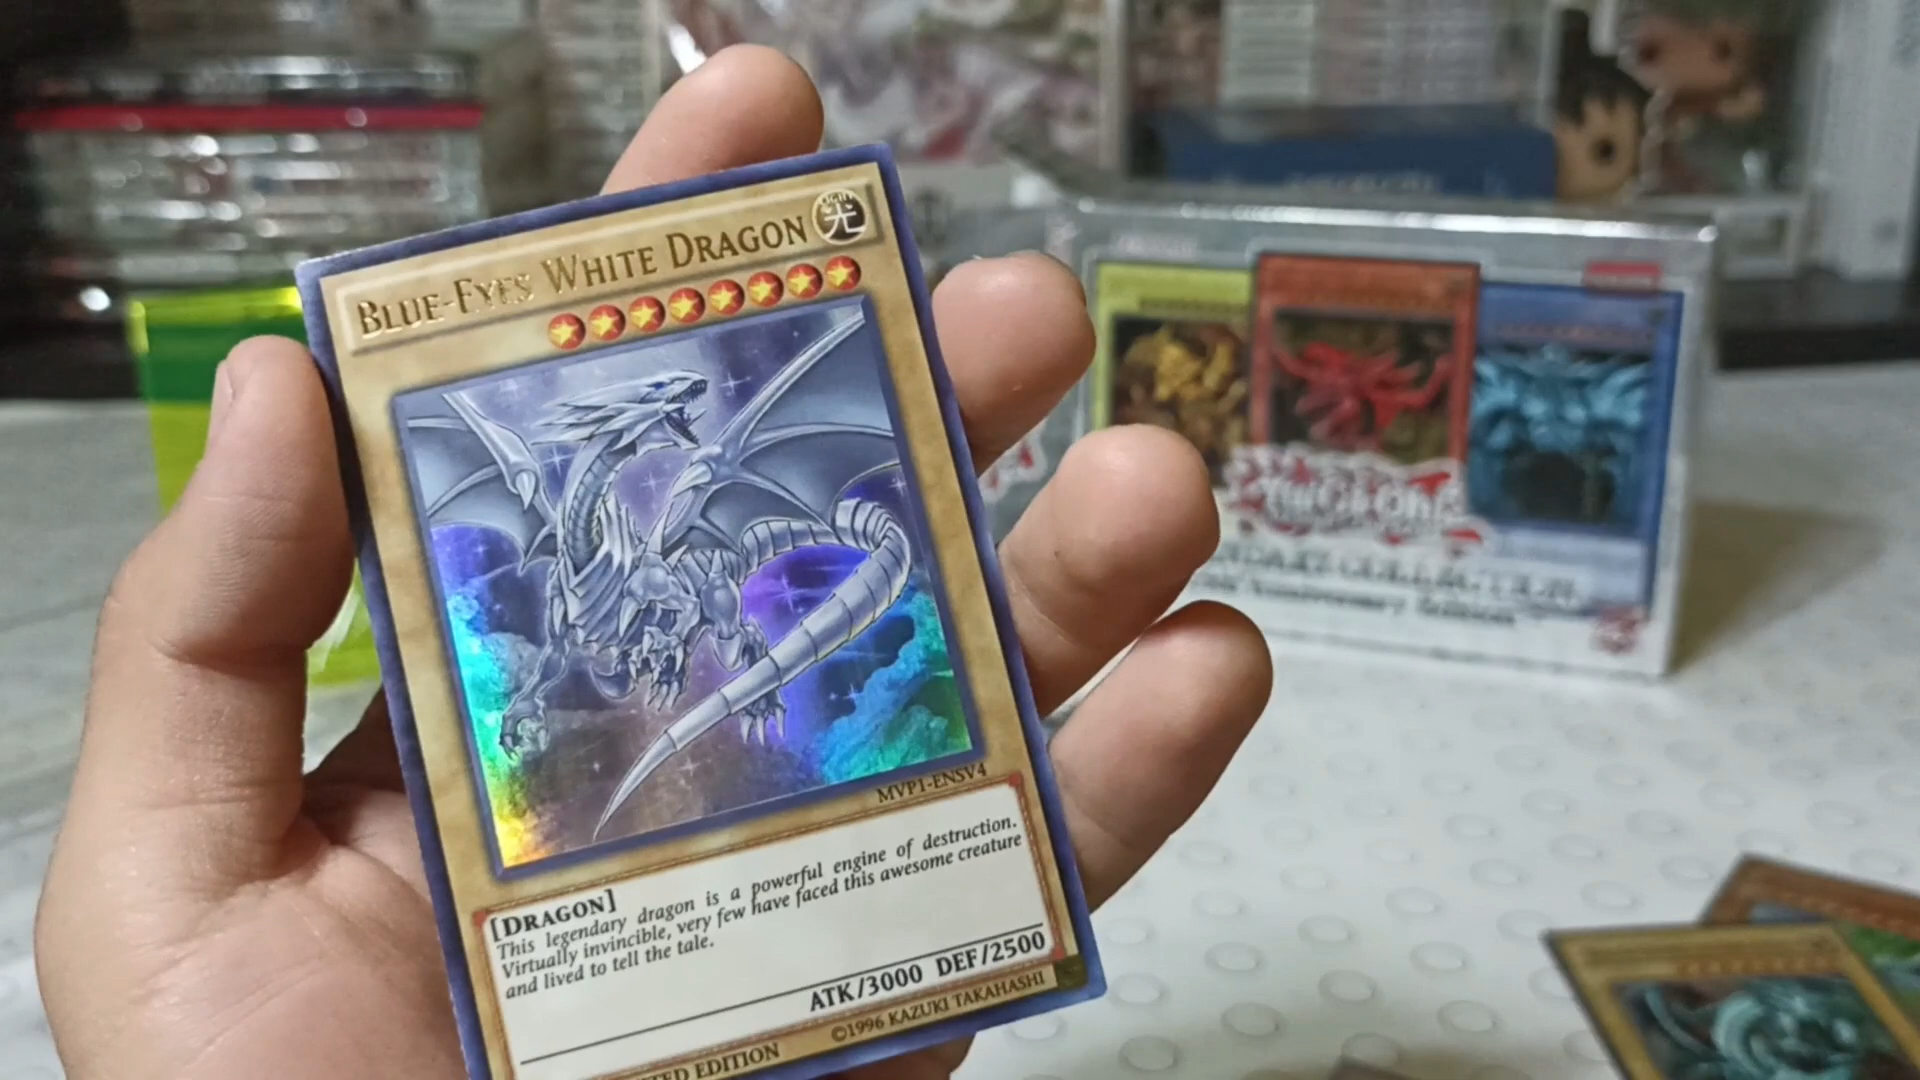 BLUE-EYES WHITE DRAGON
光
MVP1-ENSV4
[DRAGON]
This legendary dragon is a powerful engine of destruction.
Virtually invincible, very few have faced this awesome creature
and lived to tell the tale.
ATK/3000 DEF/2500
©1996 KAZUKI TAKAHASHI
EDITION